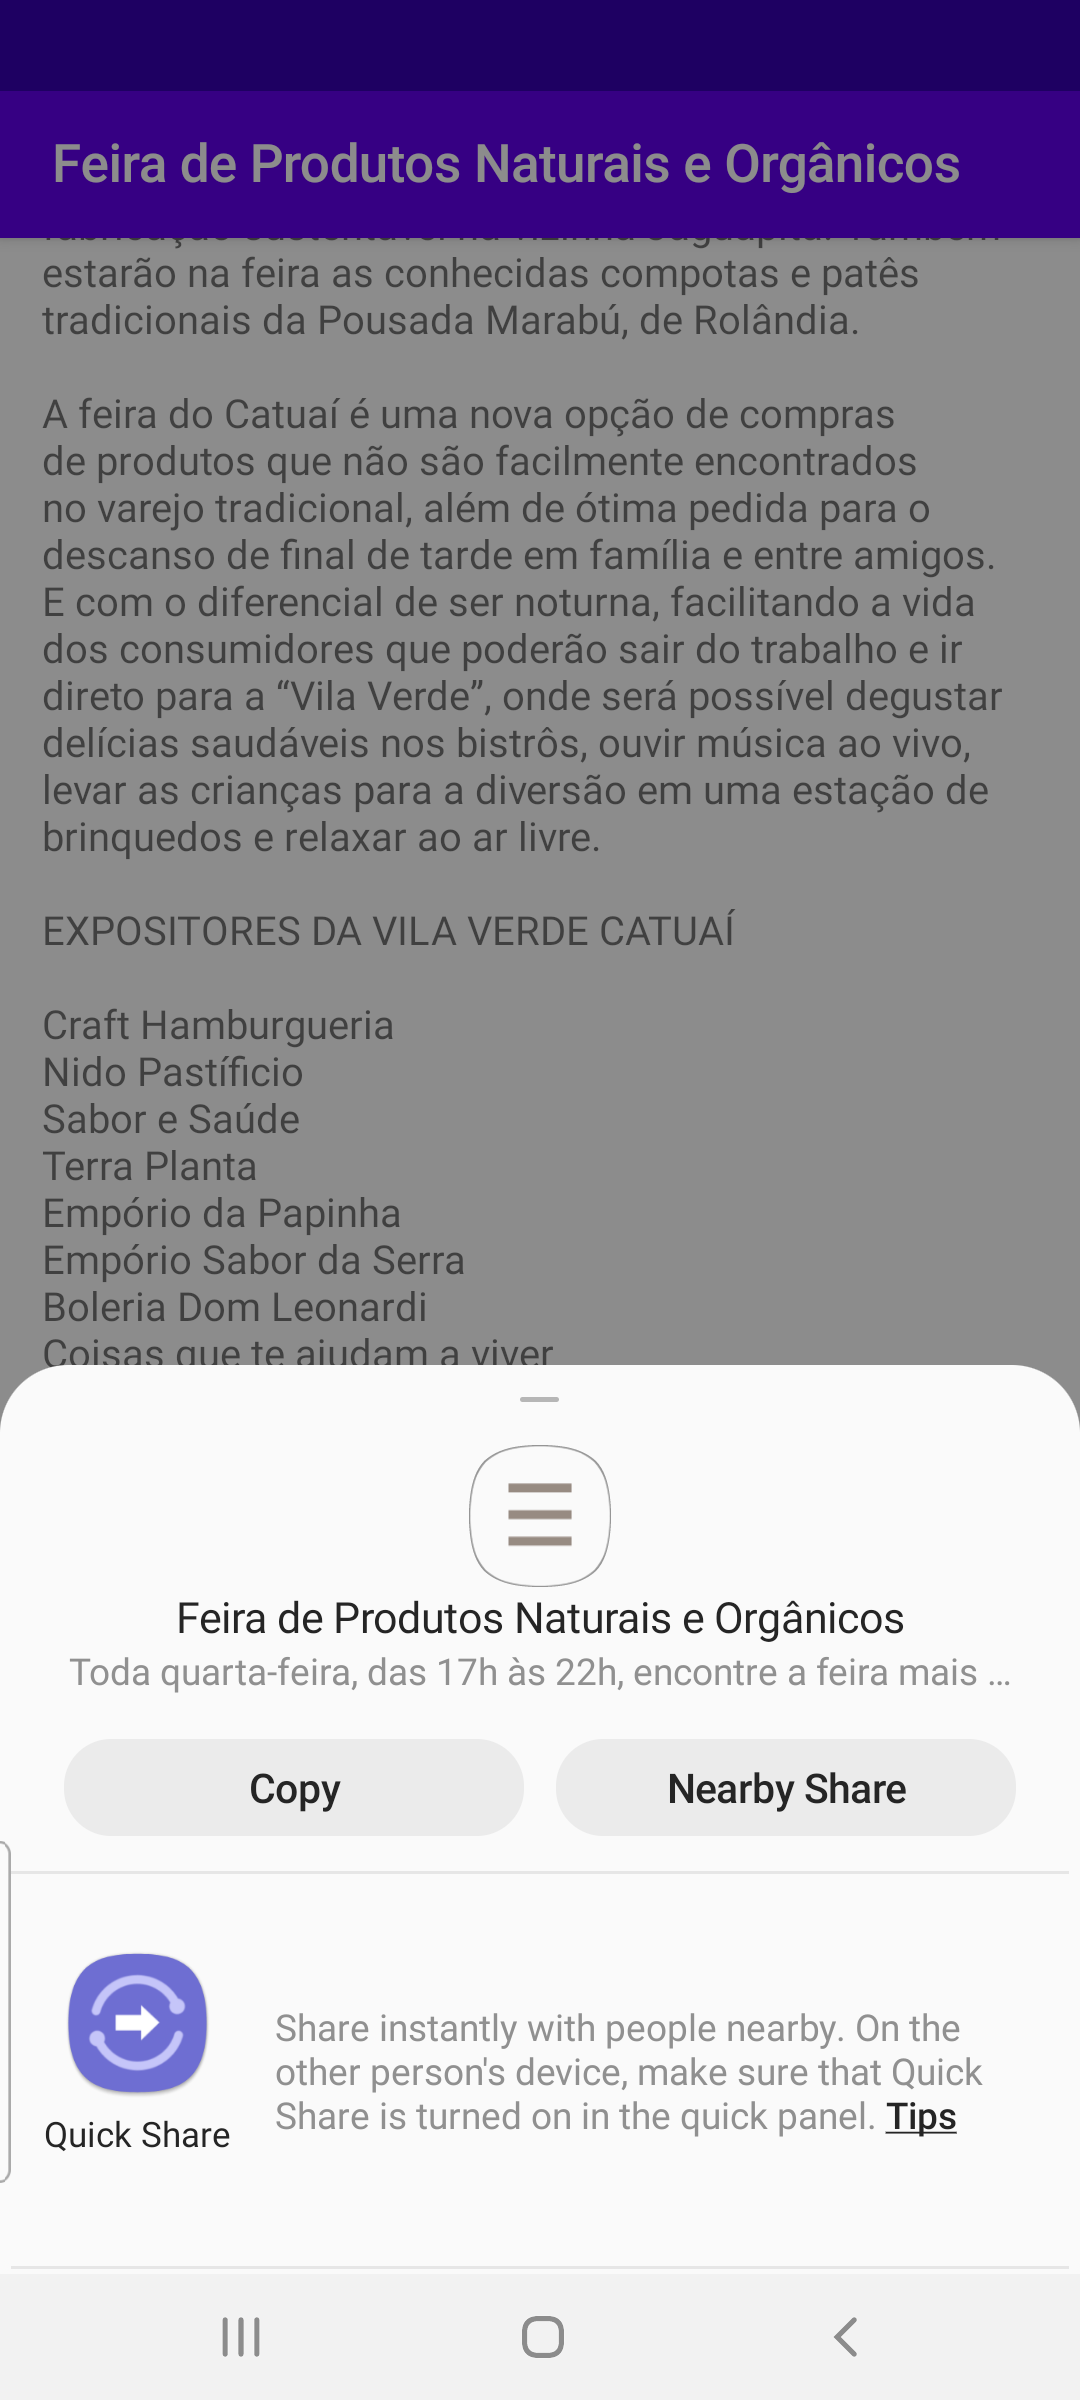 Feira de Produtos Naturais e Orgânicos
estarão na feira as conhecidas compotas e patês
tradicionais da Pousada Marabú, de Rolândia.
A feira do Catuaí é uma nova opção de compras
de produtos que não são facilmente encontrados
no varejo tradicional, além de ótima pedida para o
descanso de final de tarde em família e entre amigos.
E com o diferencial de ser noturna, facilitando a vida
dos consumidores que poderão sair do trabalho e ir
direto para a “Vila Verde”, onde será possível degustar
delícias saudáveis nos bistrôs, ouvir música ao vivo,
levar as crianças para a diversão em uma estação de
brinquedos e relaxar ao ar livre.
EXPOSITORES DA VILA VERDE CATUAÍ
Craft Hamburgueria
Nido Pastífício
Sabor e Saúde
Terra Planta
Empório da Papinha
Empório Sabor da Serra
Boleria Dom Leonardi
Coisas que te ajudam a viver
Feira de Produtos Naturais e Orgânicos
Toda quarta-feira, das 17h às 22h, encontre a feira mais ...
Copy
Nearby Share
Quick Share
Share instantly with people nearby. On the
other person's device, make sure that Quick
Share is turned on in the quick panel. Tips